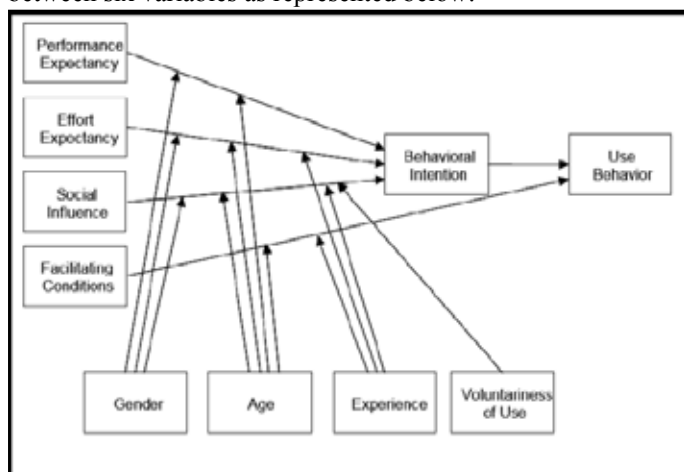 between six variables as represented below:
Performance
Expectancy
Effort
Expectancy
Social
Influence
Facilitating
Conditions
Behavioral
Intention
Use
Behavior
Gender
Age
Experience
Voluntariness
of Use